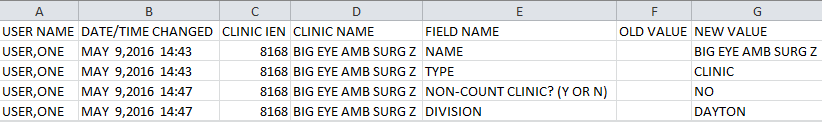 A B C D E F G
USER NAME DATE/TIME CHANGED CLINIC IEN CLINIC NAME FIELD NAME OLD VALUE NEW VALUE
USER,ONE MAY 9,2016 14:43 8168 BIG EYE AMB SURG Z NAME BIG EYE AMB SURG Z
USER,ONE MAY 9,2016 14:43 8168 BIG EYE AMB SURG Z TYPE CLINIC
USER,ONE MAY 9,2016 14:47 8168 BIG EYE AMB SURG Z NON-COUNT CLINIC? (Y OR N) NO
USER,ONE MAY 9,2016 14:47 8168 BIG EYE AMB SURG Z DIVISION DAYTON